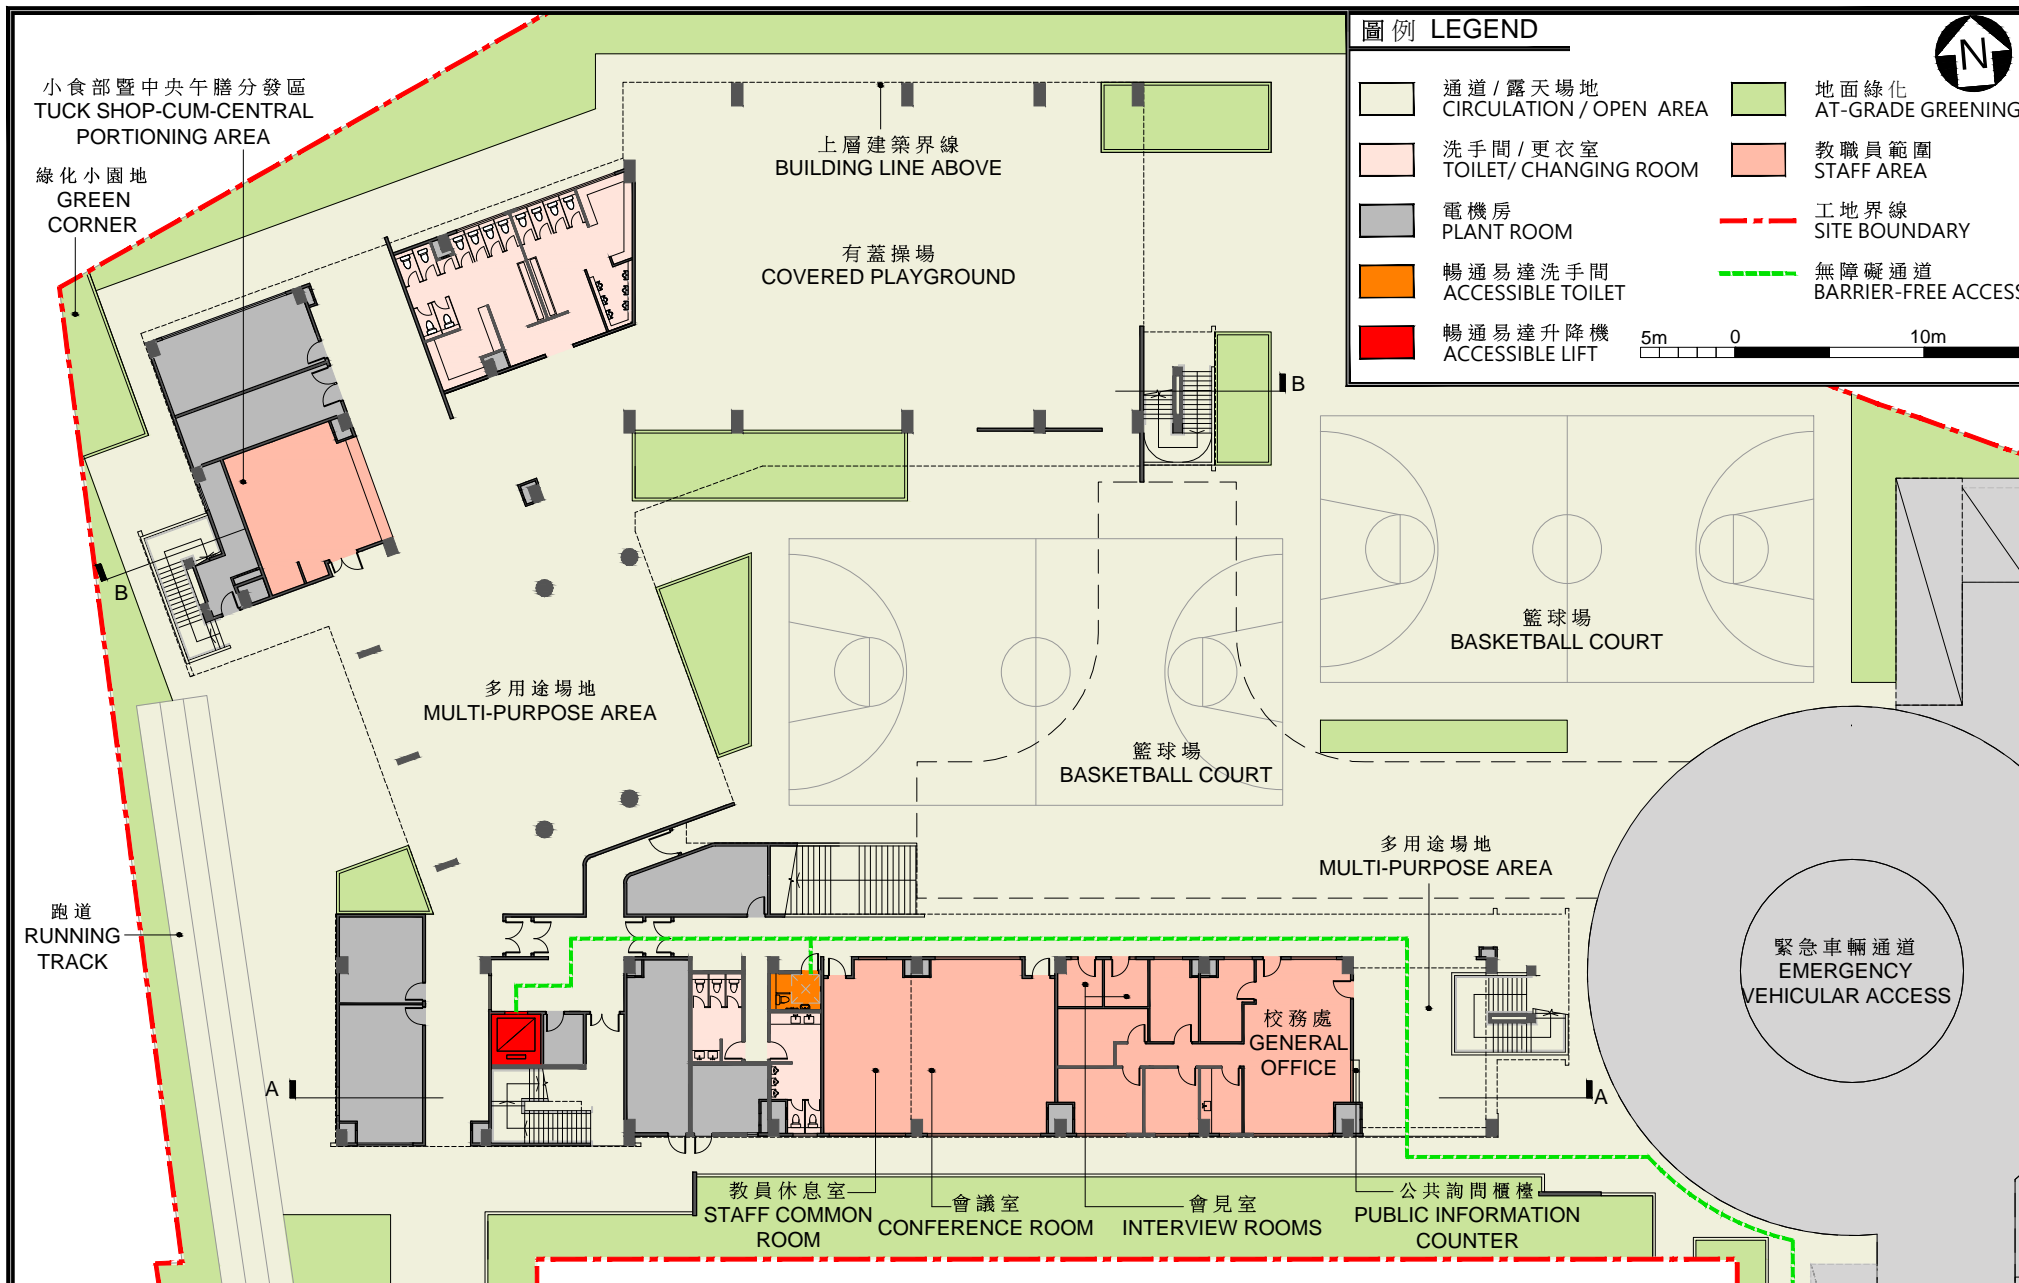 圖例 LEGEND
N
通道 / 露天場地
CIRCULATION / OPEN AREA
洗手間 / 更衣室
TOILET/ CHANGING ROOM
電機房
PLANT ROOM
暢通易達洗手間
ACCESSIBLE TOILET
暢通易達升降機
ACCESSIBLE LIFT
地面綠化
AT-GRADE GREENING
教職員範圍
STAFF AREA
工地界線
SITE BOUNDARY
無障礙通道
BARRIER-FREE ACCESS
5m 0 10m
小食部暨中央午膳分發區
TUCK SHOP-CUM-CENTRAL
PORTIONING AREA
綠化小園地
GREEN
CORNER
上層建築界線
BUILDING LINE ABOVE
有蓋操場
COVERED PLAYGROUND
B
B
籃球場
BASKETBALL COURT
多用途場地
MULTI-PURPOSE AREA
籃球場
BASKETBALL COURT
多用途場地
MULTI-PURPOSE AREA
跑道
RUNNING
TRACK
緊急車輛通道
EMERGENCY
VEHICULAR ACCESS
校務處
GENERAL
OFFICE
A
A
教員休息室
STAFF COMMON
ROOM
會議室
CONFERENCE ROOM
會見室
INTERVIEW ROOMS
公共詢問櫃檯
PUBLIC INFORMATION
COUNTER